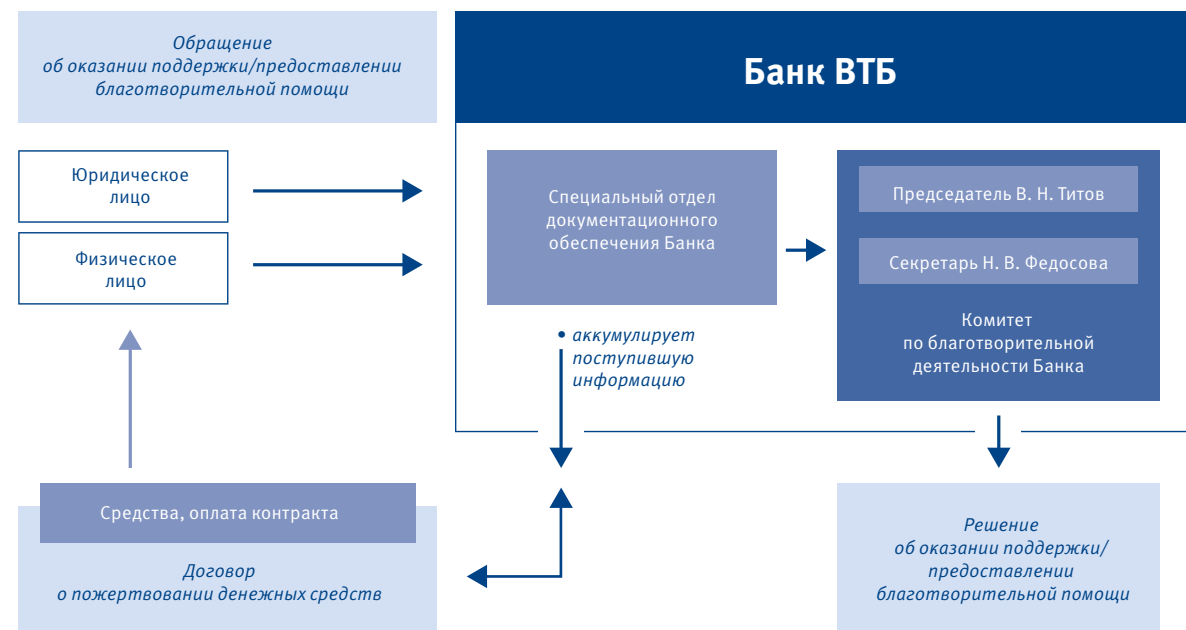 Обращение
об оказании поддержки/предоставлении
благотворительной помощи
Банк ВТБ
Юридическое
лицо
Физическое
лицо
Специальный отдел
документационного
обеспечения Банка
• аккумулирует
поступившую
информацию
Председатель В. Н. Титов
Секретарь Н. В. Федосова
Комитет
по благотворительной
деятельности Банка
Средства, оплата контракта
Договор
о пожертвовании денежных средств
Решение
об оказании поддержки/
предоставлении
благотворительной помощи